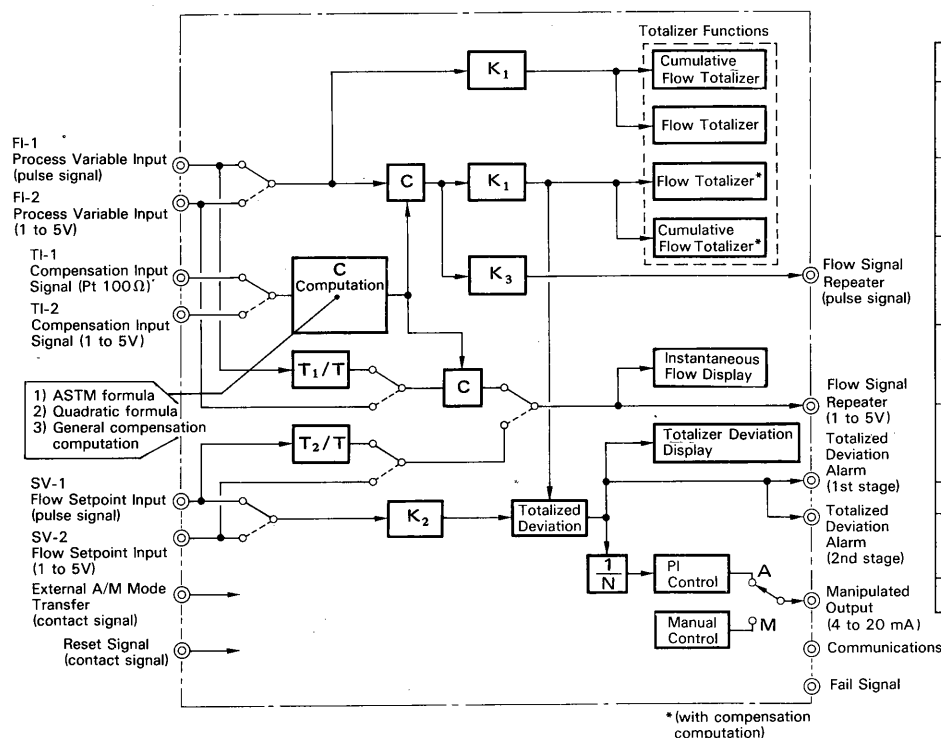 Totalizer Functions
K1
Cumulative
Flow Totalizer
Flow Totalizer
FI-1
Process Variable Input
(pulse signal)
FI-2
Process Variable Input
(1 to 5V)
C
K1
Flow Totalizer*
Cumulative
Flow Totalizer*
TI-1
Compensation Input
Signal (Pt 100Ω)
TI-2
Compensation Input
Signal (1 to 5V)
C
Computation
K3
Flow Signal
Repeater
(pulse signal)
1) ASTM formula
2) Quadratic formula
3) General compensation
computation
T1/T
C
Instantaneous
Flow Display
Flow Signal
Repeater
(1 to 5V)
T2/T
Totalizer Deviation
Display
Totalized
Deviation
Alarm
(1st stage)
SV-1
Flow Setpoint Input
(pulse signal)
SV-2
Flow Setpoint Input
(1 to 5V)
K2
Totalized
Deviation
Totalized
Deviation
Alarm
(2nd stage)
External A/M Mode
Transfer
(contact signal)
1
N
PI
Control
A
Manipulated
Output
(4 to 20 mA)
Reset Signal
(contact signal)
Manual
Control
M
Communications
Fail Signal
*(with compensation
computation)